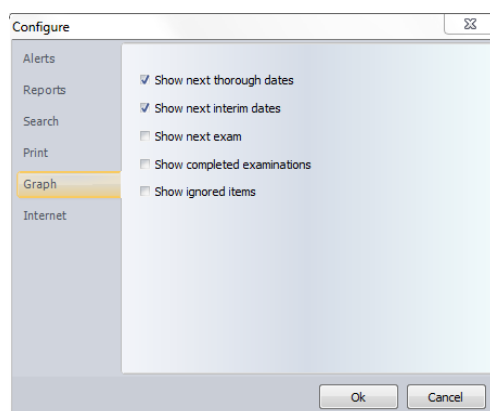 Configure
Alerts
Reports
Search
Print
Graph
Internet
Show next thorough dates
Show next interim dates
Show next exam
Show completed examinations
Show ignored items
Ok
Cancel